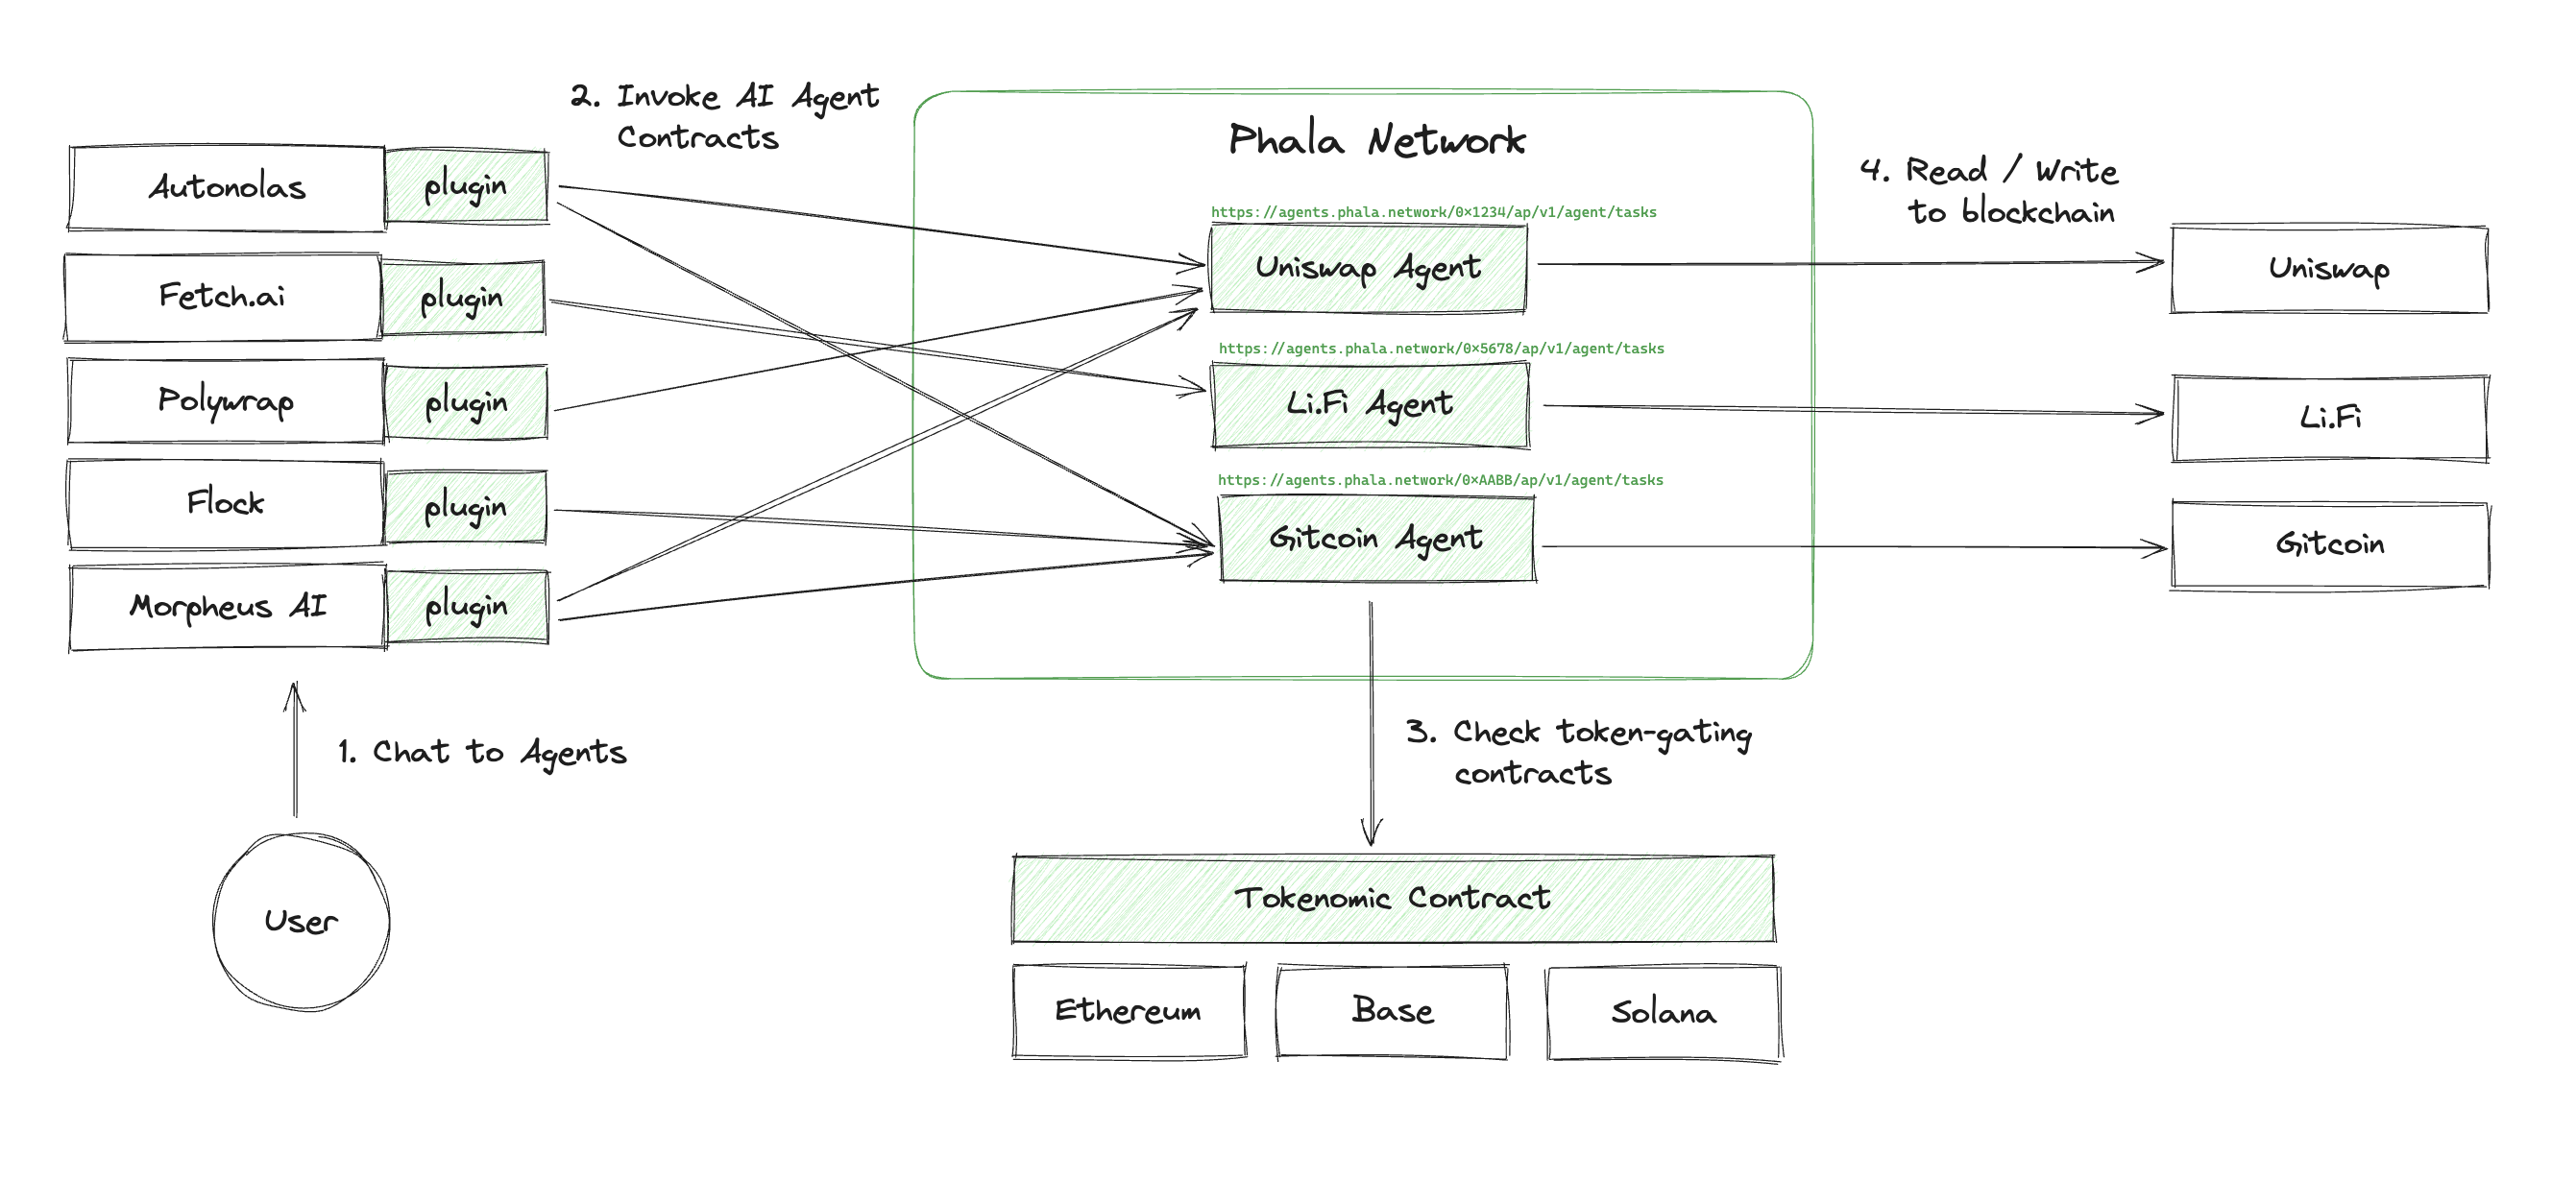 2. Invoke AI Agent
Contracts
Autonolas
plugin
Fetch.ai
plugin
Polywrap
plugin
Flock
plugin
Morpheus AI
plugin
1. Chat to Agents
User
Phala Network
https://agents.phala.network/0x1234/ap/v1/agent/tasks
Uniswap Agent
https://agents.phala.network/0x5678/ap/v1/agent/tasks
Li.Fi Agent
https://agents.phala.network/0xAABB/ap/v1/agent/tasks
Gitcoin Agent
3. Check token-gating
contracts
Tokenomic Contract
Ethereum
Base
Solana
4. Read / Write
to blockchain
Uniswap
Li.Fi
Gitcoin